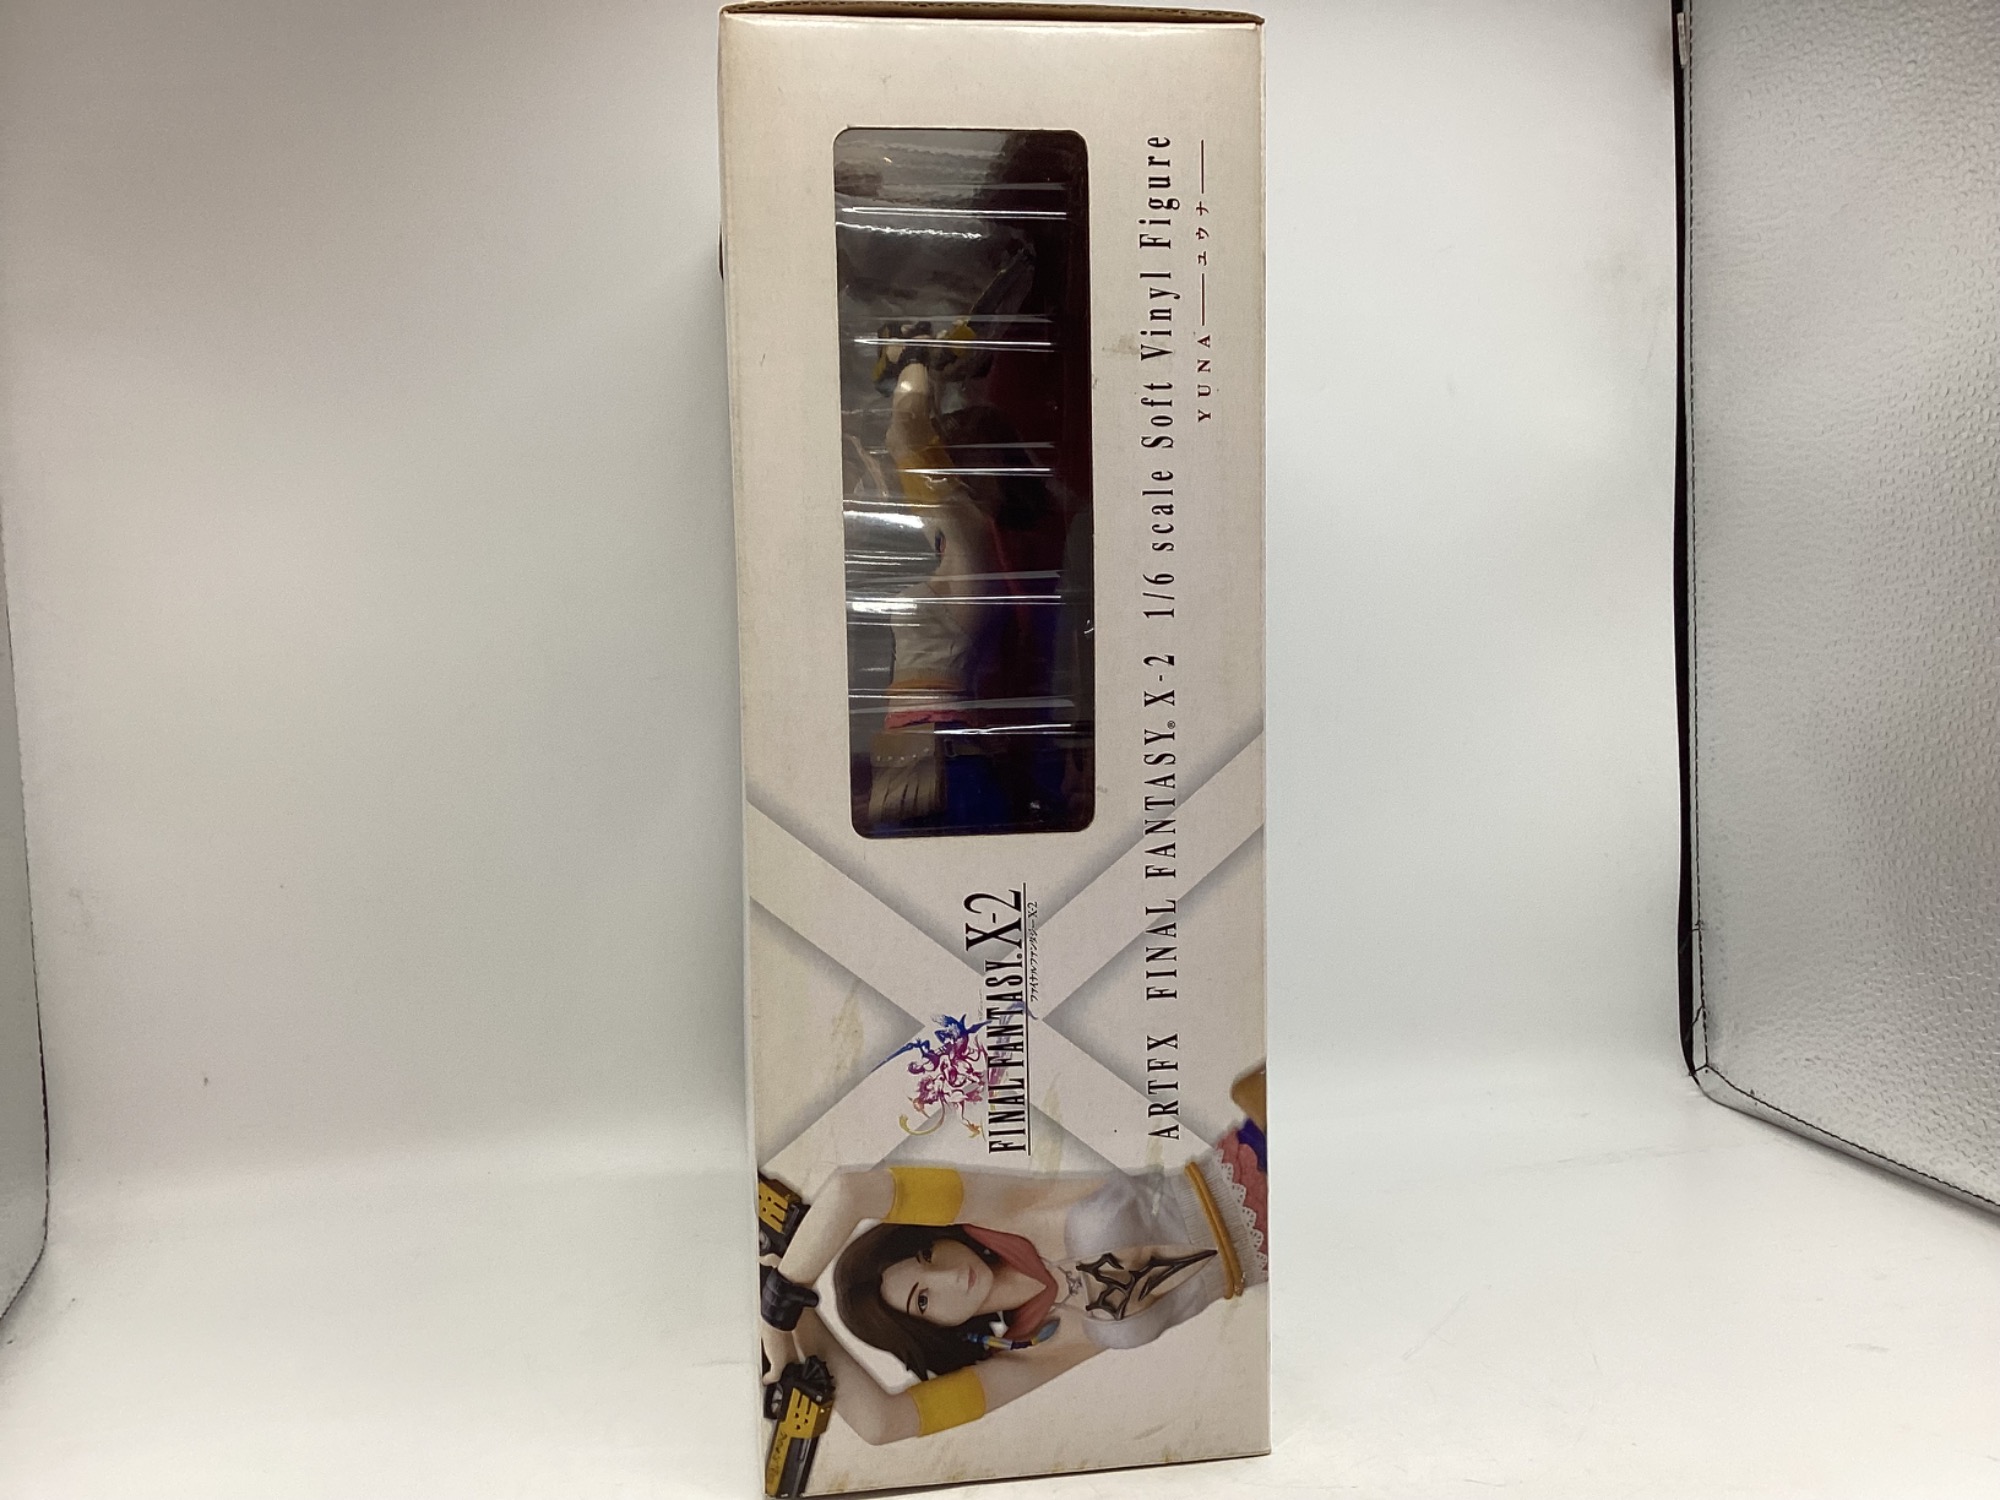 ARTFX FINAL FANTASY® X-2 1/6 scale Soft Vinyl Figure
YUNA — ユウナ —
FINAL FANTASY® X-2
ファイナルファンタジー X-2